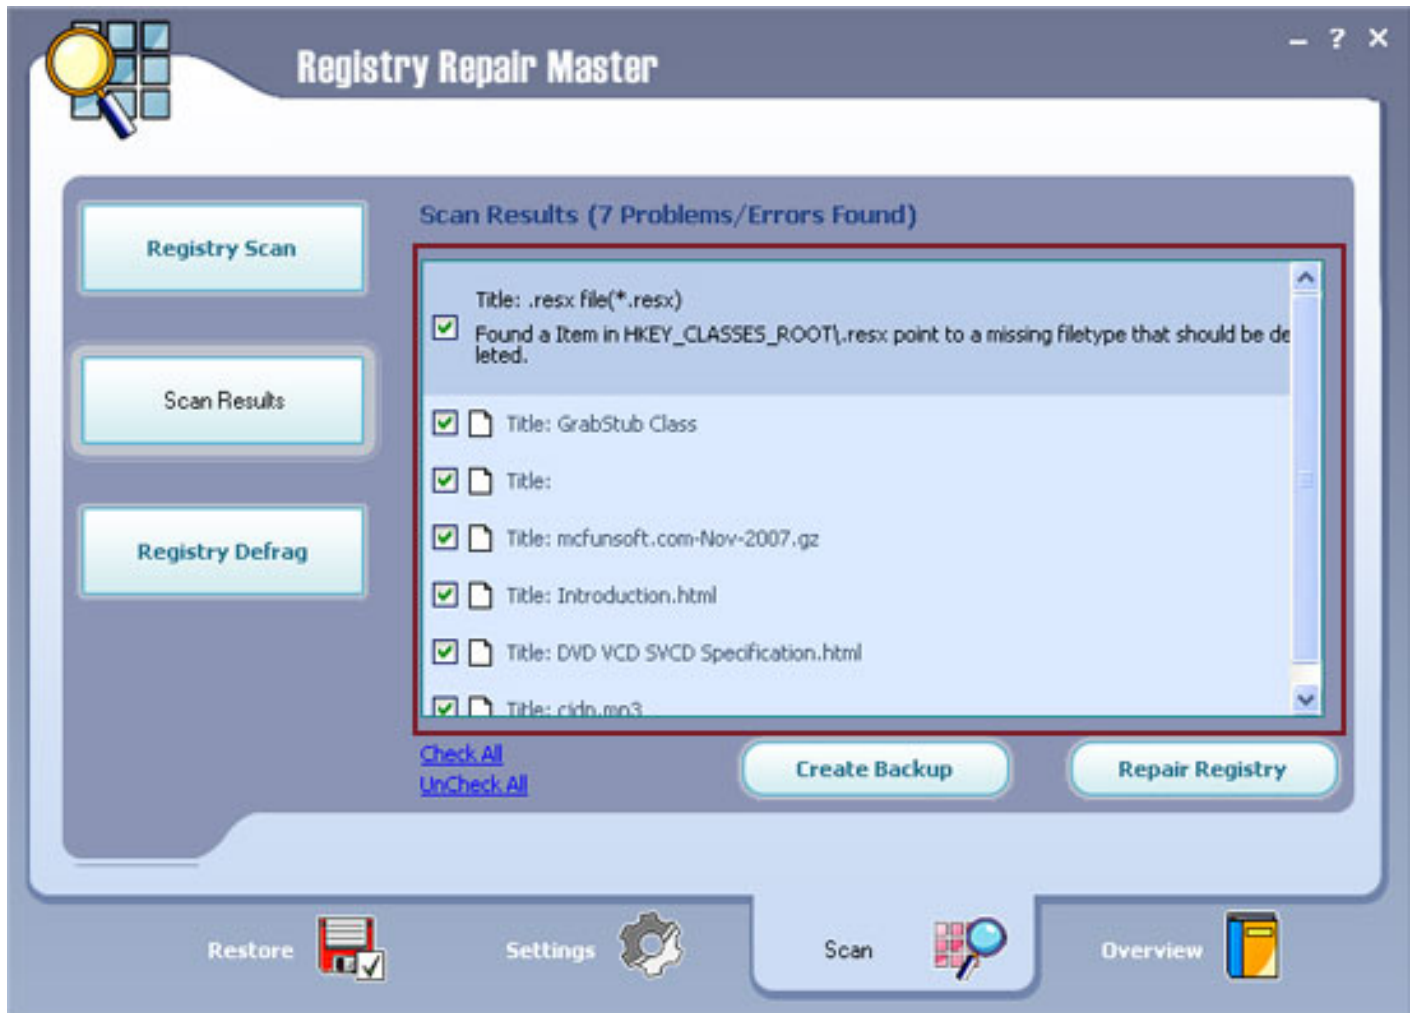 Registry Repair Master
– ? ×
Registry Scan
Scan Results
Registry Defrag
Scan Results (7 Problems/Errors Found)
Title: .resx file(*.resx)
Found a Item in HKEY_CLASSES_ROOT\.resx point to a missing filetype that should be de
leted.
Title: GrabStub Class
Title:
Title: mcfunsoft.com-Nov-2007.gz
Title: Introduction.html
Title: DVD VCD SVCD Specification.html
Title: cjdn.mp3
Check All
UnCheck All
Create Backup
Repair Registry
Restore
Settings
Scan
Overview